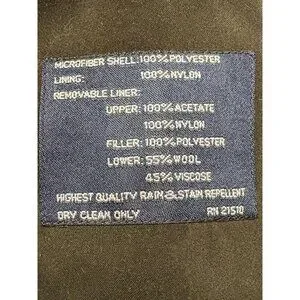 MICROFIBER SHELL: 100% POLYESTER
LINING: 100% NYLON
REMOVABLE LINER:
UPPER: 100% ACETATE
100% NYLON
FILLER: 100% POLYESTER
LOWER: 55% WOOL
45% VISCOSE
HIGHEST QUALITY RAIN & STAIN REPELLENT
DRY CLEAN ONLY RN 21510